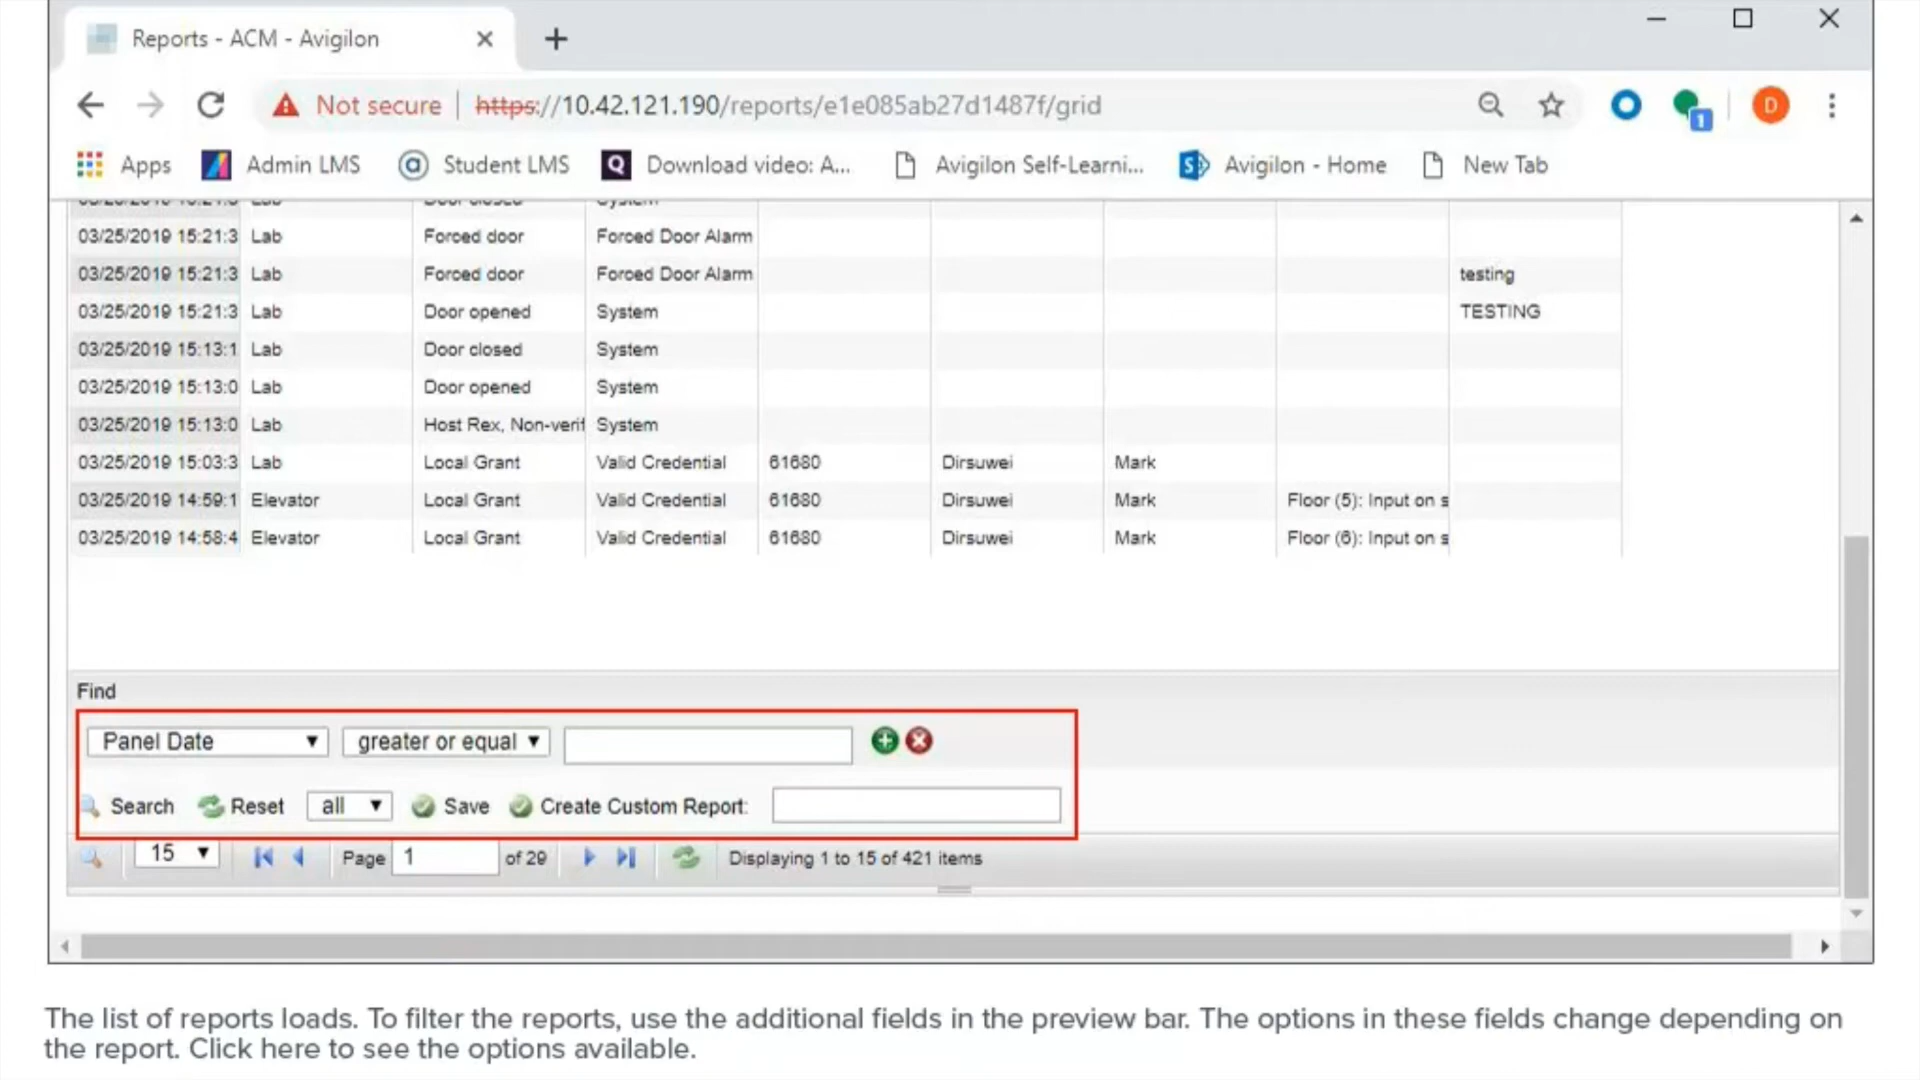 Reports - ACM - Avigilon
Not secure | https://10.42.121.190/reports/e1e085ab27d1487f/grid
D
1
Apps Admin LMS Student LMS Q Download video: A... Avigilon Self-Learni... S Avigilon - Home New Tab
Lab Door closed System
03/25/2019 15:21:3 Lab Forced door Forced Door Alarm
03/25/2019 15:21:3 Lab Forced door Forced Door Alarm testing
03/25/2019 15:21:3 Lab Door opened System TESTING
03/25/2019 15:13:1 Lab Door closed System
03/25/2019 15:13:0 Lab Door opened System
03/25/2019 15:13:0 Lab Host Rex, Non-verif System
03/25/2019 15:03:3 Lab Local Grant Valid Credential 61680 Dirsuwei Mark
03/25/2019 14:59:1 Elevator Local Grant Valid Credential 61680 Dirsuwei Mark Floor (5): Input on s
03/25/2019 14:58:4 Elevator Local Grant Valid Credential 61680 Dirsuwei Mark Floor (6): Input on s
Find
Panel Date greater or equal
Search Reset all Save Create Custom Report:
15 Page 1 of 29 Displaying 1 to 15 of 421 items
The list of reports loads. To filter the reports, use the additional fields in the preview bar. The options in these fields change depending on
the report. Click here to see the options available.